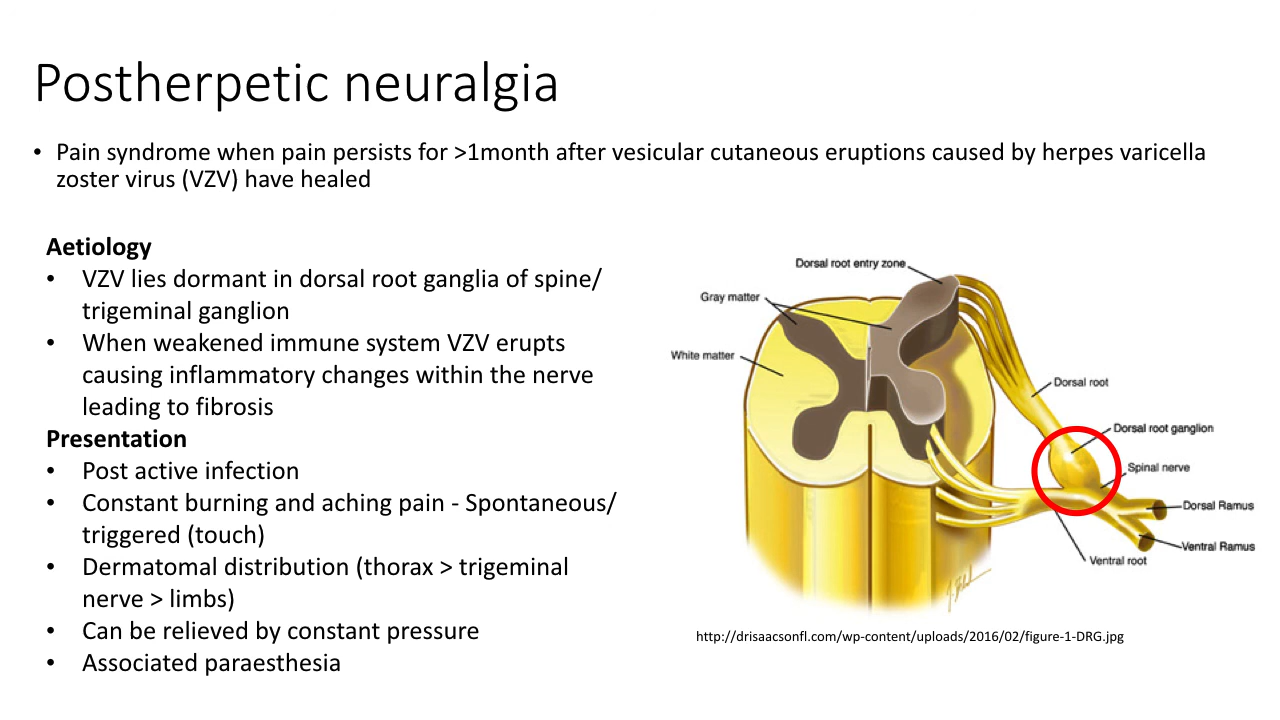 Postherpetic neuralgia
• Pain syndrome when pain persists for >1month after vesicular cutaneous eruptions caused by herpes varicella
zoster virus (VZV) have healed
Aetiology
• VZV lies dormant in dorsal root ganglia of spine/
trigeminal ganglion
• When weakened immune system VZV erupts
causing inflammatory changes within the nerve
leading to fibrosis
Presentation
• Post active infection
• Constant burning and aching pain - Spontaneous/
triggered (touch)
• Dermatomal distribution (thorax > trigeminal
nerve > limbs)
• Can be relieved by constant pressure
• Associated paraesthesia
Dorsal root entry zone
Gray matter
White matter
Dorsal root
Dorsal root ganglion
Spinal nerve
Dorsal Ramus
Ventral Ramus
Ventral root
http://drisaacsonfl.com/wp-content/uploads/2016/02/figure-1-DRG.jpg